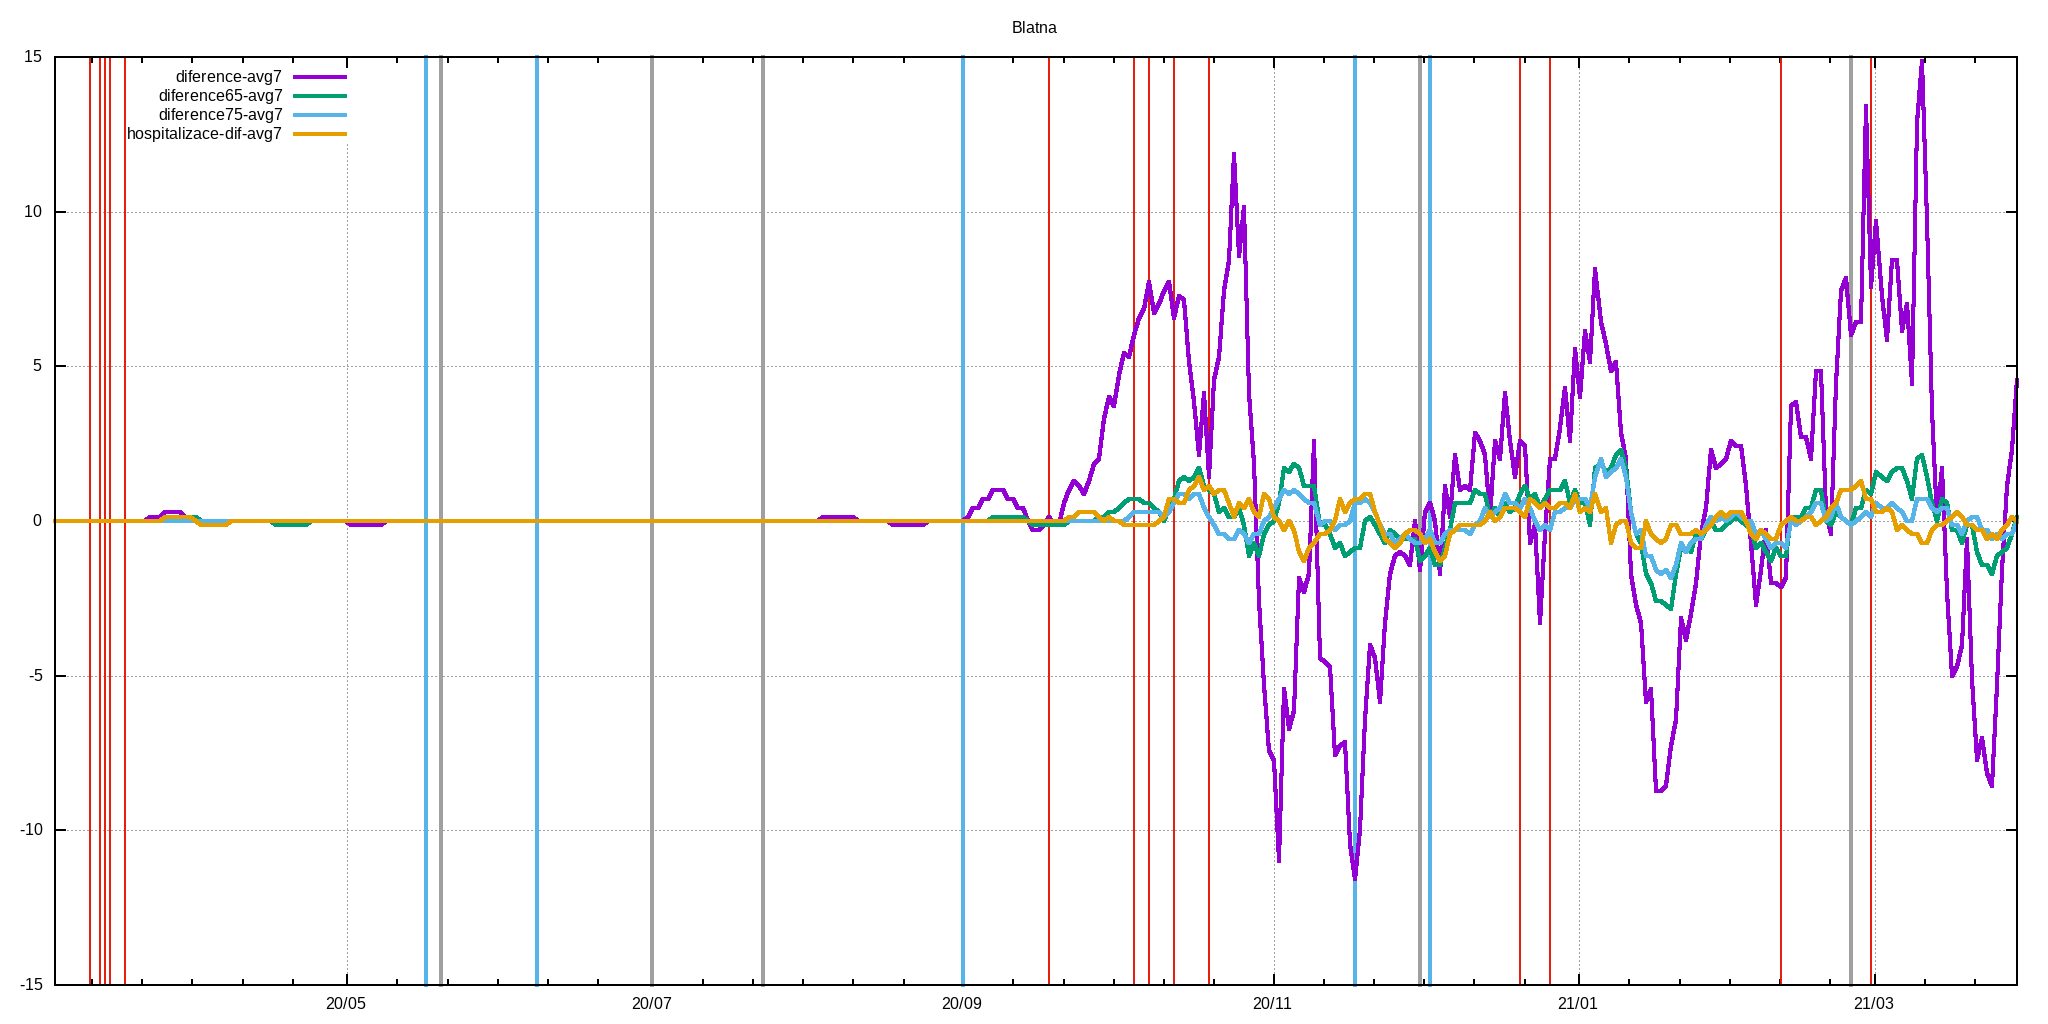 Blatna
15
diference-avg7
diference65-avg7
diference75-avg7
hospitalizace-dif-avg7
10
5
0
-5
-10
-15
20/05 20/07 20/09 20/11 21/01 21/03